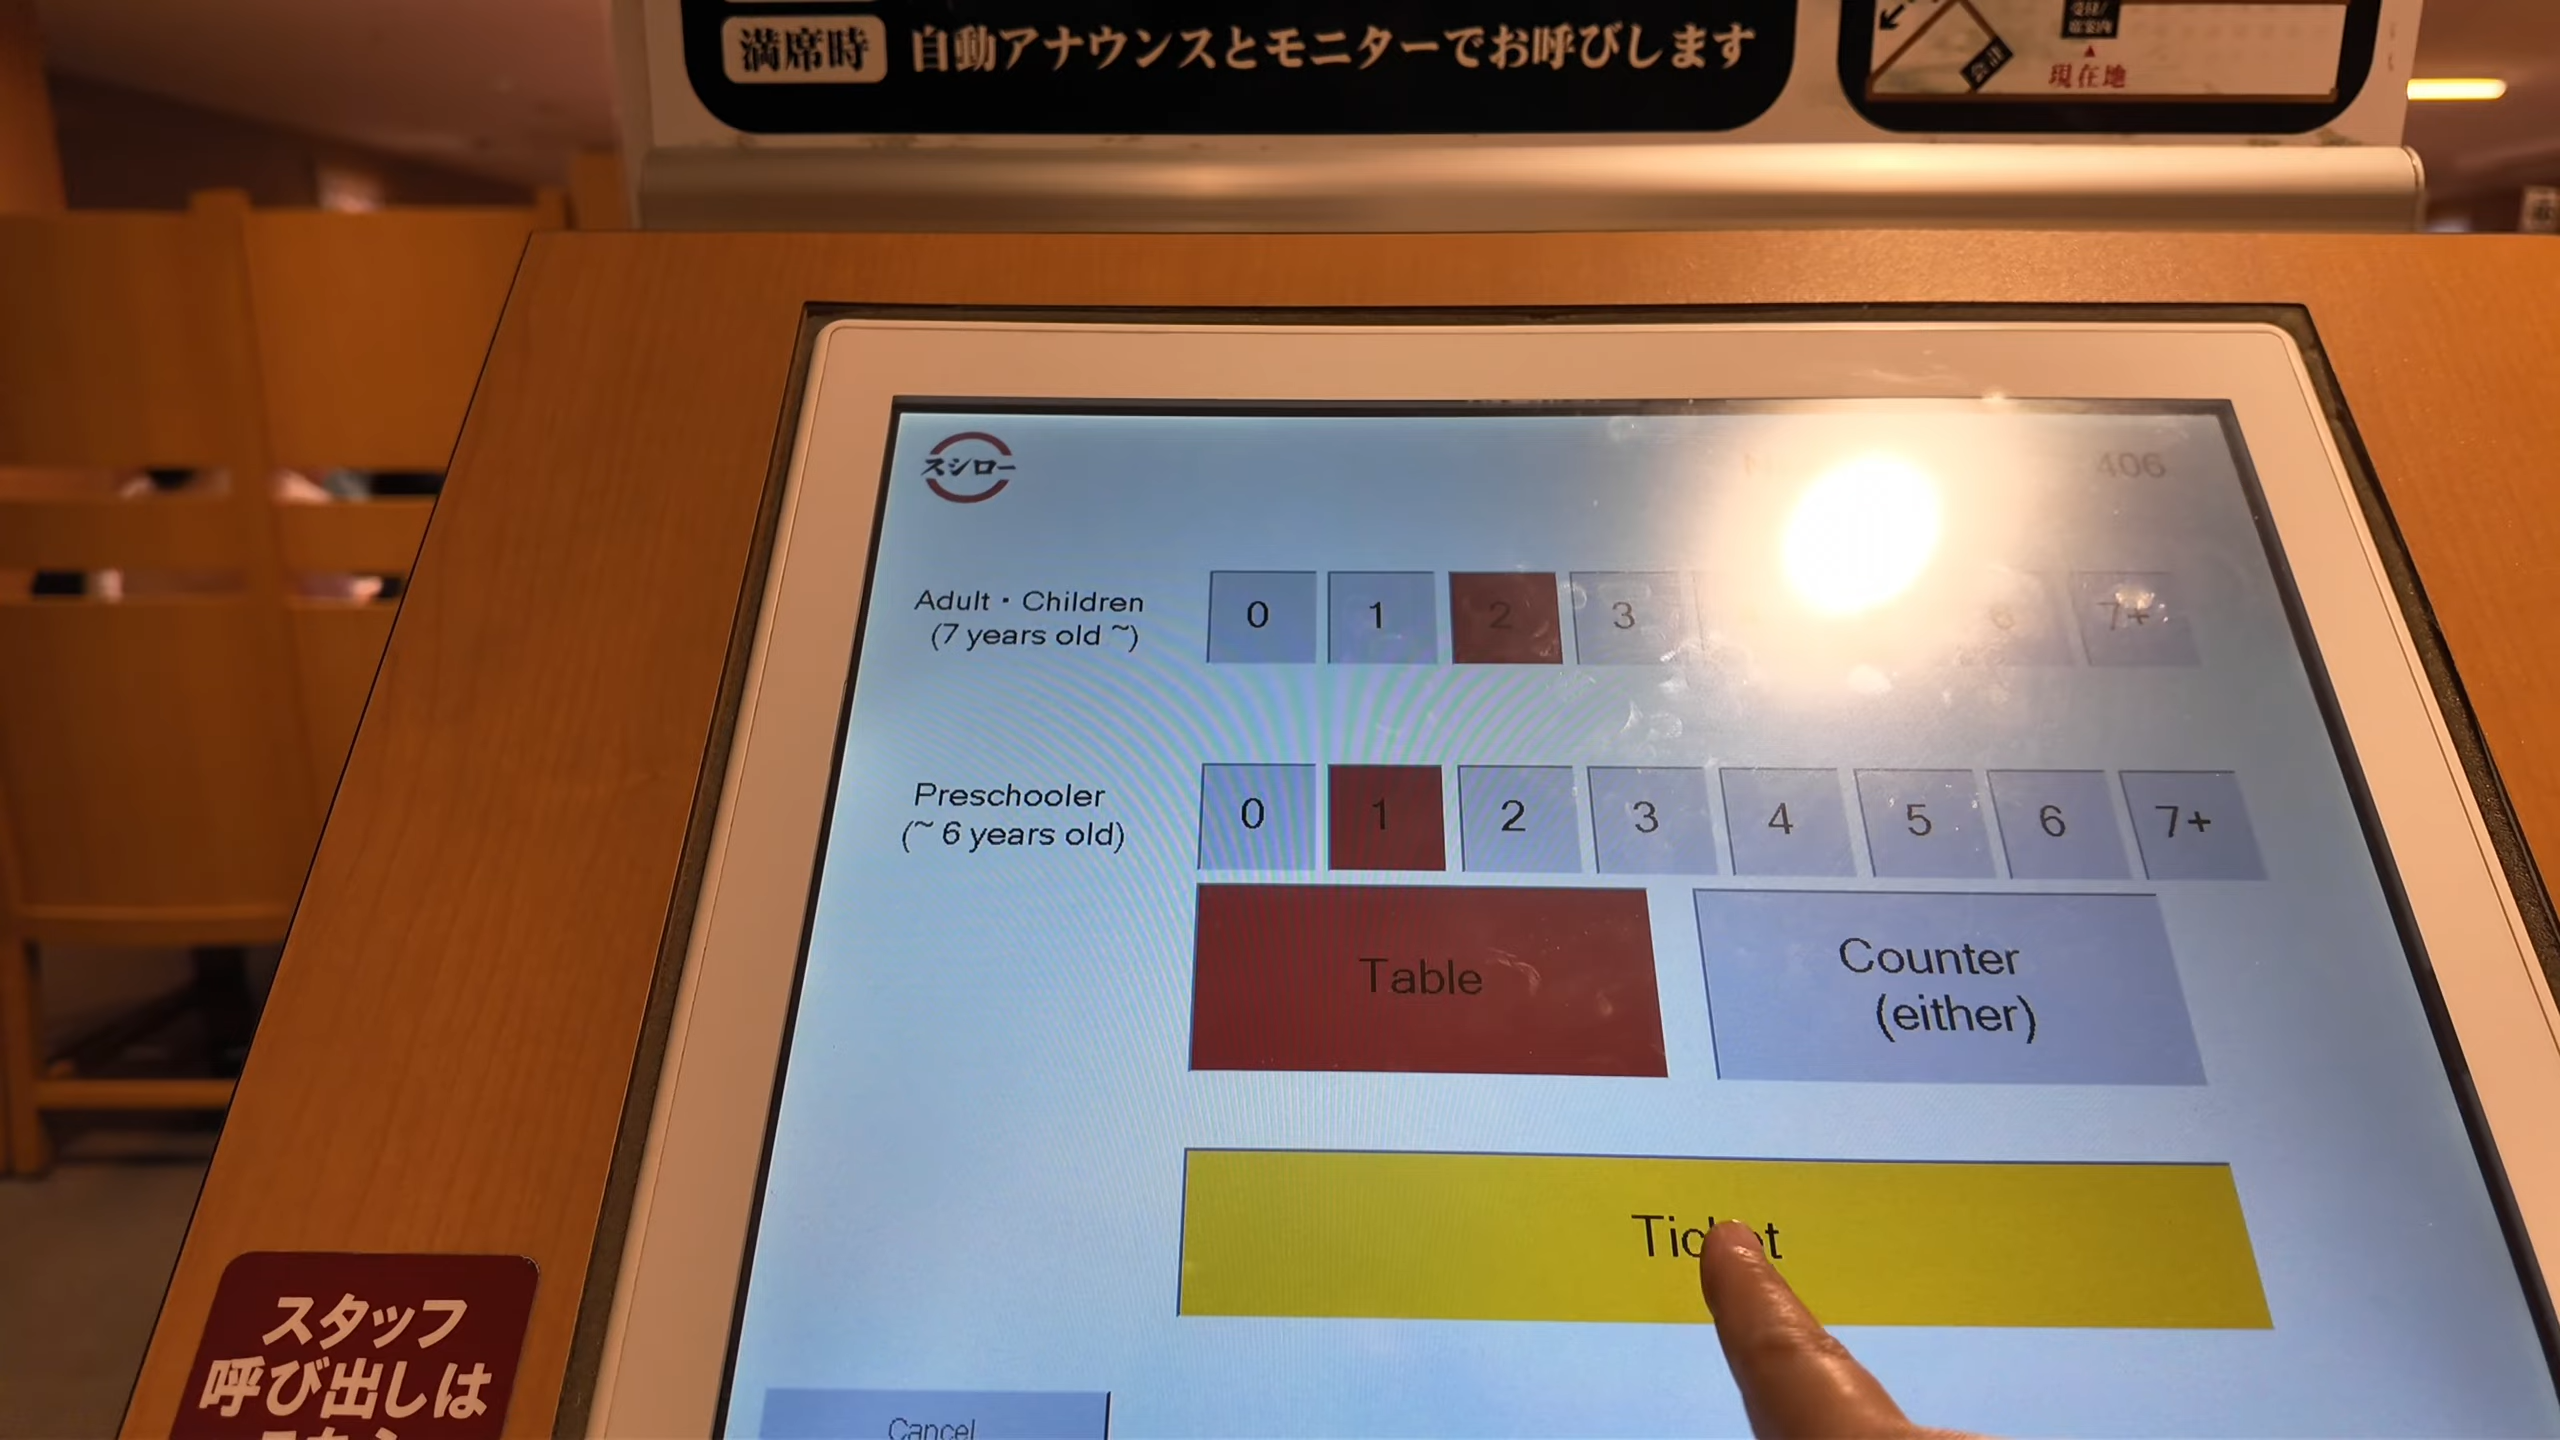 満席時 自動アナウンスとモニターでお呼びします
現在地
スシロー
406
Adult・Children
(7 years old ~)
0 1 2 3 6 7+
Preschooler
(~ 6 years old)
0 1 2 3 4 5 6 7+
Table
Counter
(either)
Cancel
スタッフ
呼び出しは